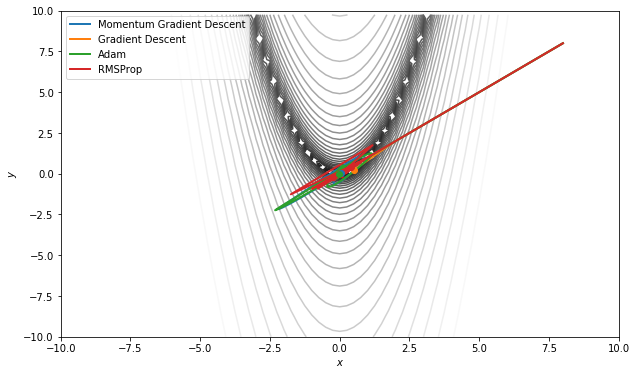 Momentum Gradient Descent
Gradient Descent
Adam
RMSProp
10.0
7.5
5.0
2.5
0.0
−2.5
−5.0
−7.5
−10.0
y
−10.0 −7.5 −5.0 −2.5 0.0 2.5 5.0 7.5 10.0
x